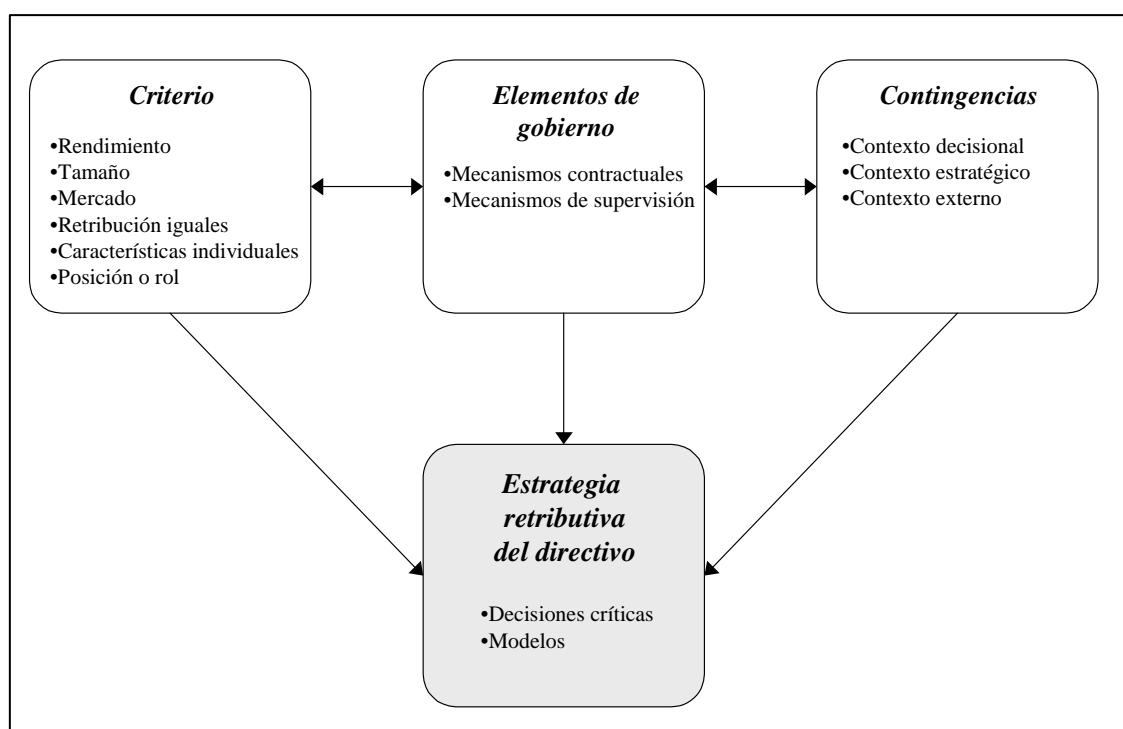 Criterio
•Rendimiento
•Tamaño
•Mercado
•Retribución iguales
•Características individuales
•Posición o rol
Elementos de
gobierno
•Mecanismos contractuales
•Mecanismos de supervisión
Contingencias
•Contexto decisional
•Contexto estratégico
•Contexto externo
Estrategia
retributiva
del directivo
•Decisiones críticas
•Modelos